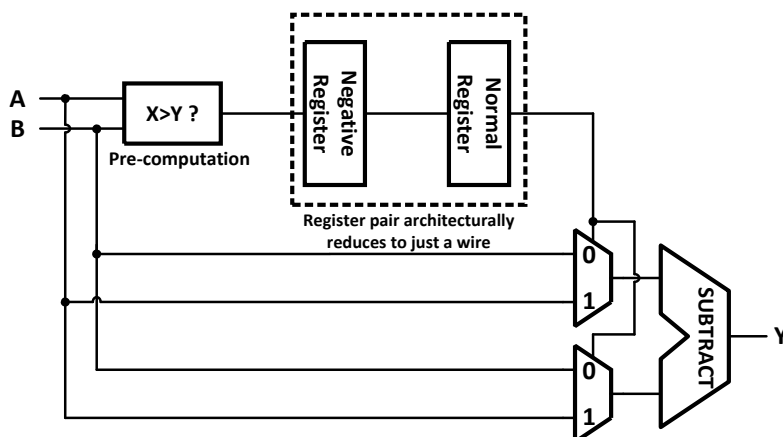 A
B
X>Y ?
Pre-computation
Negative
Register
Normal
Register
Register pair architecturally
reduces to just a wire
0
1
0
1
SUBTRACT
Y